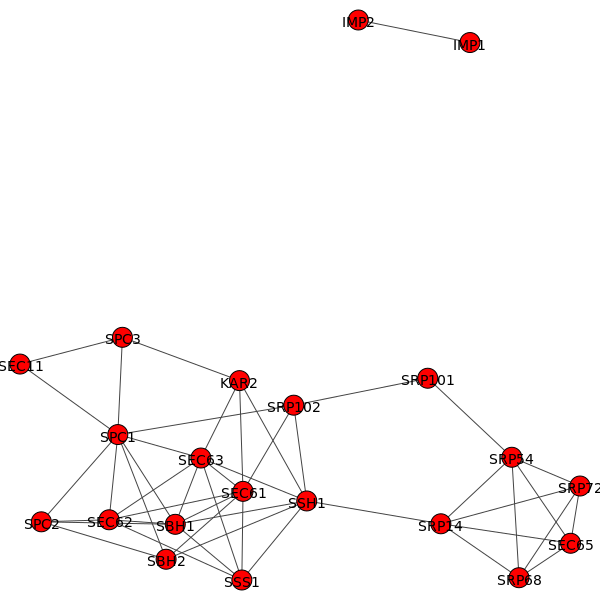 IMP2
IMP1
SPC3
SEC11
KAR2
SRP101
SRP102
SPC1
SRP54
SEC63
SRP72
SEC61
SSH1
SPC2
SEC62
SBH1
SRP14
SEC65
SBH2
SRP68
SSS1